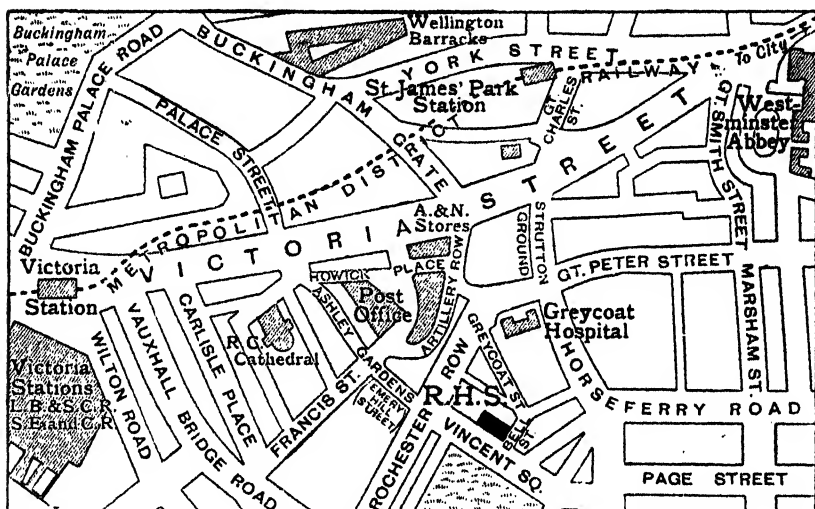 Buckingham
Palace
Gardens
Wellington
Barracks
YORK STREET
To City
BUCKINGHAM PALACE ROAD
BUCKINGHAM GATE
St. James' Park
Station
GT. CHARLES ST.
RAILWAY
West-
minster
Abbey
PALACE STREET
METROPOLITAN DISTRICT
VICTORIA STREET
GT. SMITH STREET
A.&N.
Stores
STRUTTON
GROUND
GT. PETER STREET
HOWICK PLACE
ARTILLERY ROW
Victoria
Station
Post
Office
ASHLEY GARDENS
CARLISLE PLACE
R.C.
Cathedral
Greycoat
Hospital
MARSHAM ST.
Victoria
Stations
L.B.&S.C.R.
S.E. and C.R.
WILTON ROAD
VAUXHALL BRIDGE ROAD
FRANCIS ST.
EMERY
HILL
STREET
GREYCOAT ST
R.H.S.
BELL ST.
HORSEFERRY ROAD
ROCHESTER ROW
VINCENT SQ.
PAGE STREET